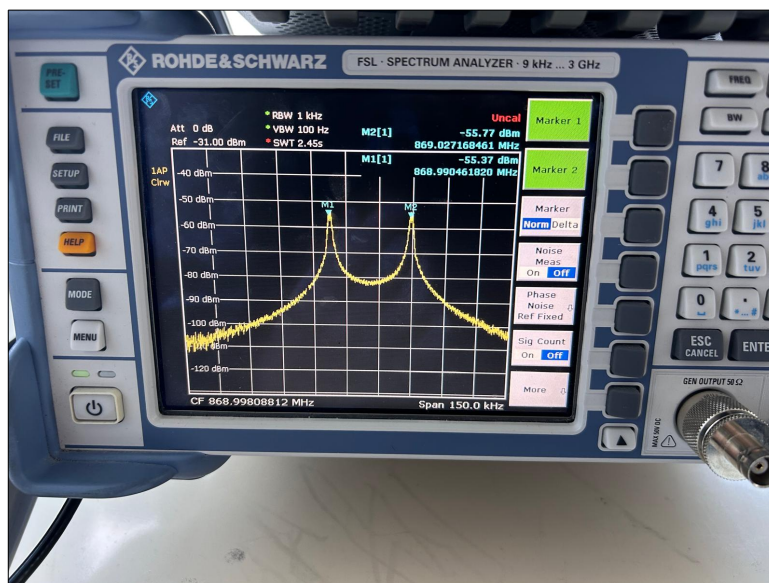 ROHDE&SCHWARZ
FSL · SPECTRUM ANALYZER · 9 kHz ... 3 GHz
PRE-
SET
FILE
SETUP
PRINT
HELP
MODE
MENU
Att 0 dB
Ref -31.00 dBm
RBW 1 kHz
VBW 100 Hz
SWT 2.45s
Uncal
M2[1] -55.77 dBm
869.027168461 MHz
M1[1] -55.37 dBm
868.990461820 MHz
1AP
Clrw
-40 dBm
-50 dBm
-60 dBm
-70 dBm
-80 dBm
-90 dBm
-100 dBm
dBm
-120 dBm
M1
M2
CF 868.99808812 MHz
Span 150.0 kHz
Marker 1
Marker 2
Marker
Norm Delta
Noise
Meas
On Off
Phase
Noise
Ref Fixed
Sig Count
On Off
More
FREQ
BW
7
8
4
ghi
5
jkl
1
pqrs
2
tuv
0
.
ESC
CANCEL
GEN OUTPUT 50 Ω